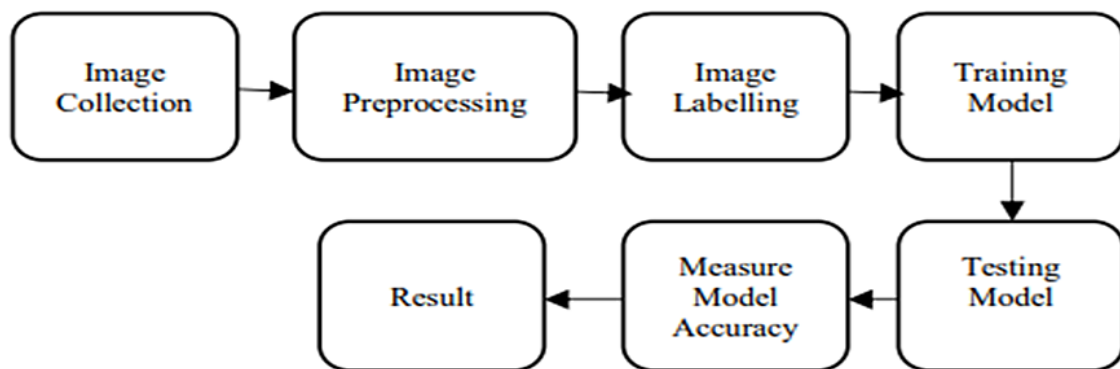 Image
Collection
Image
Preprocessing
Image
Labelling
Training
Model
Testing
Model
Measure
Model
Accuracy
Result